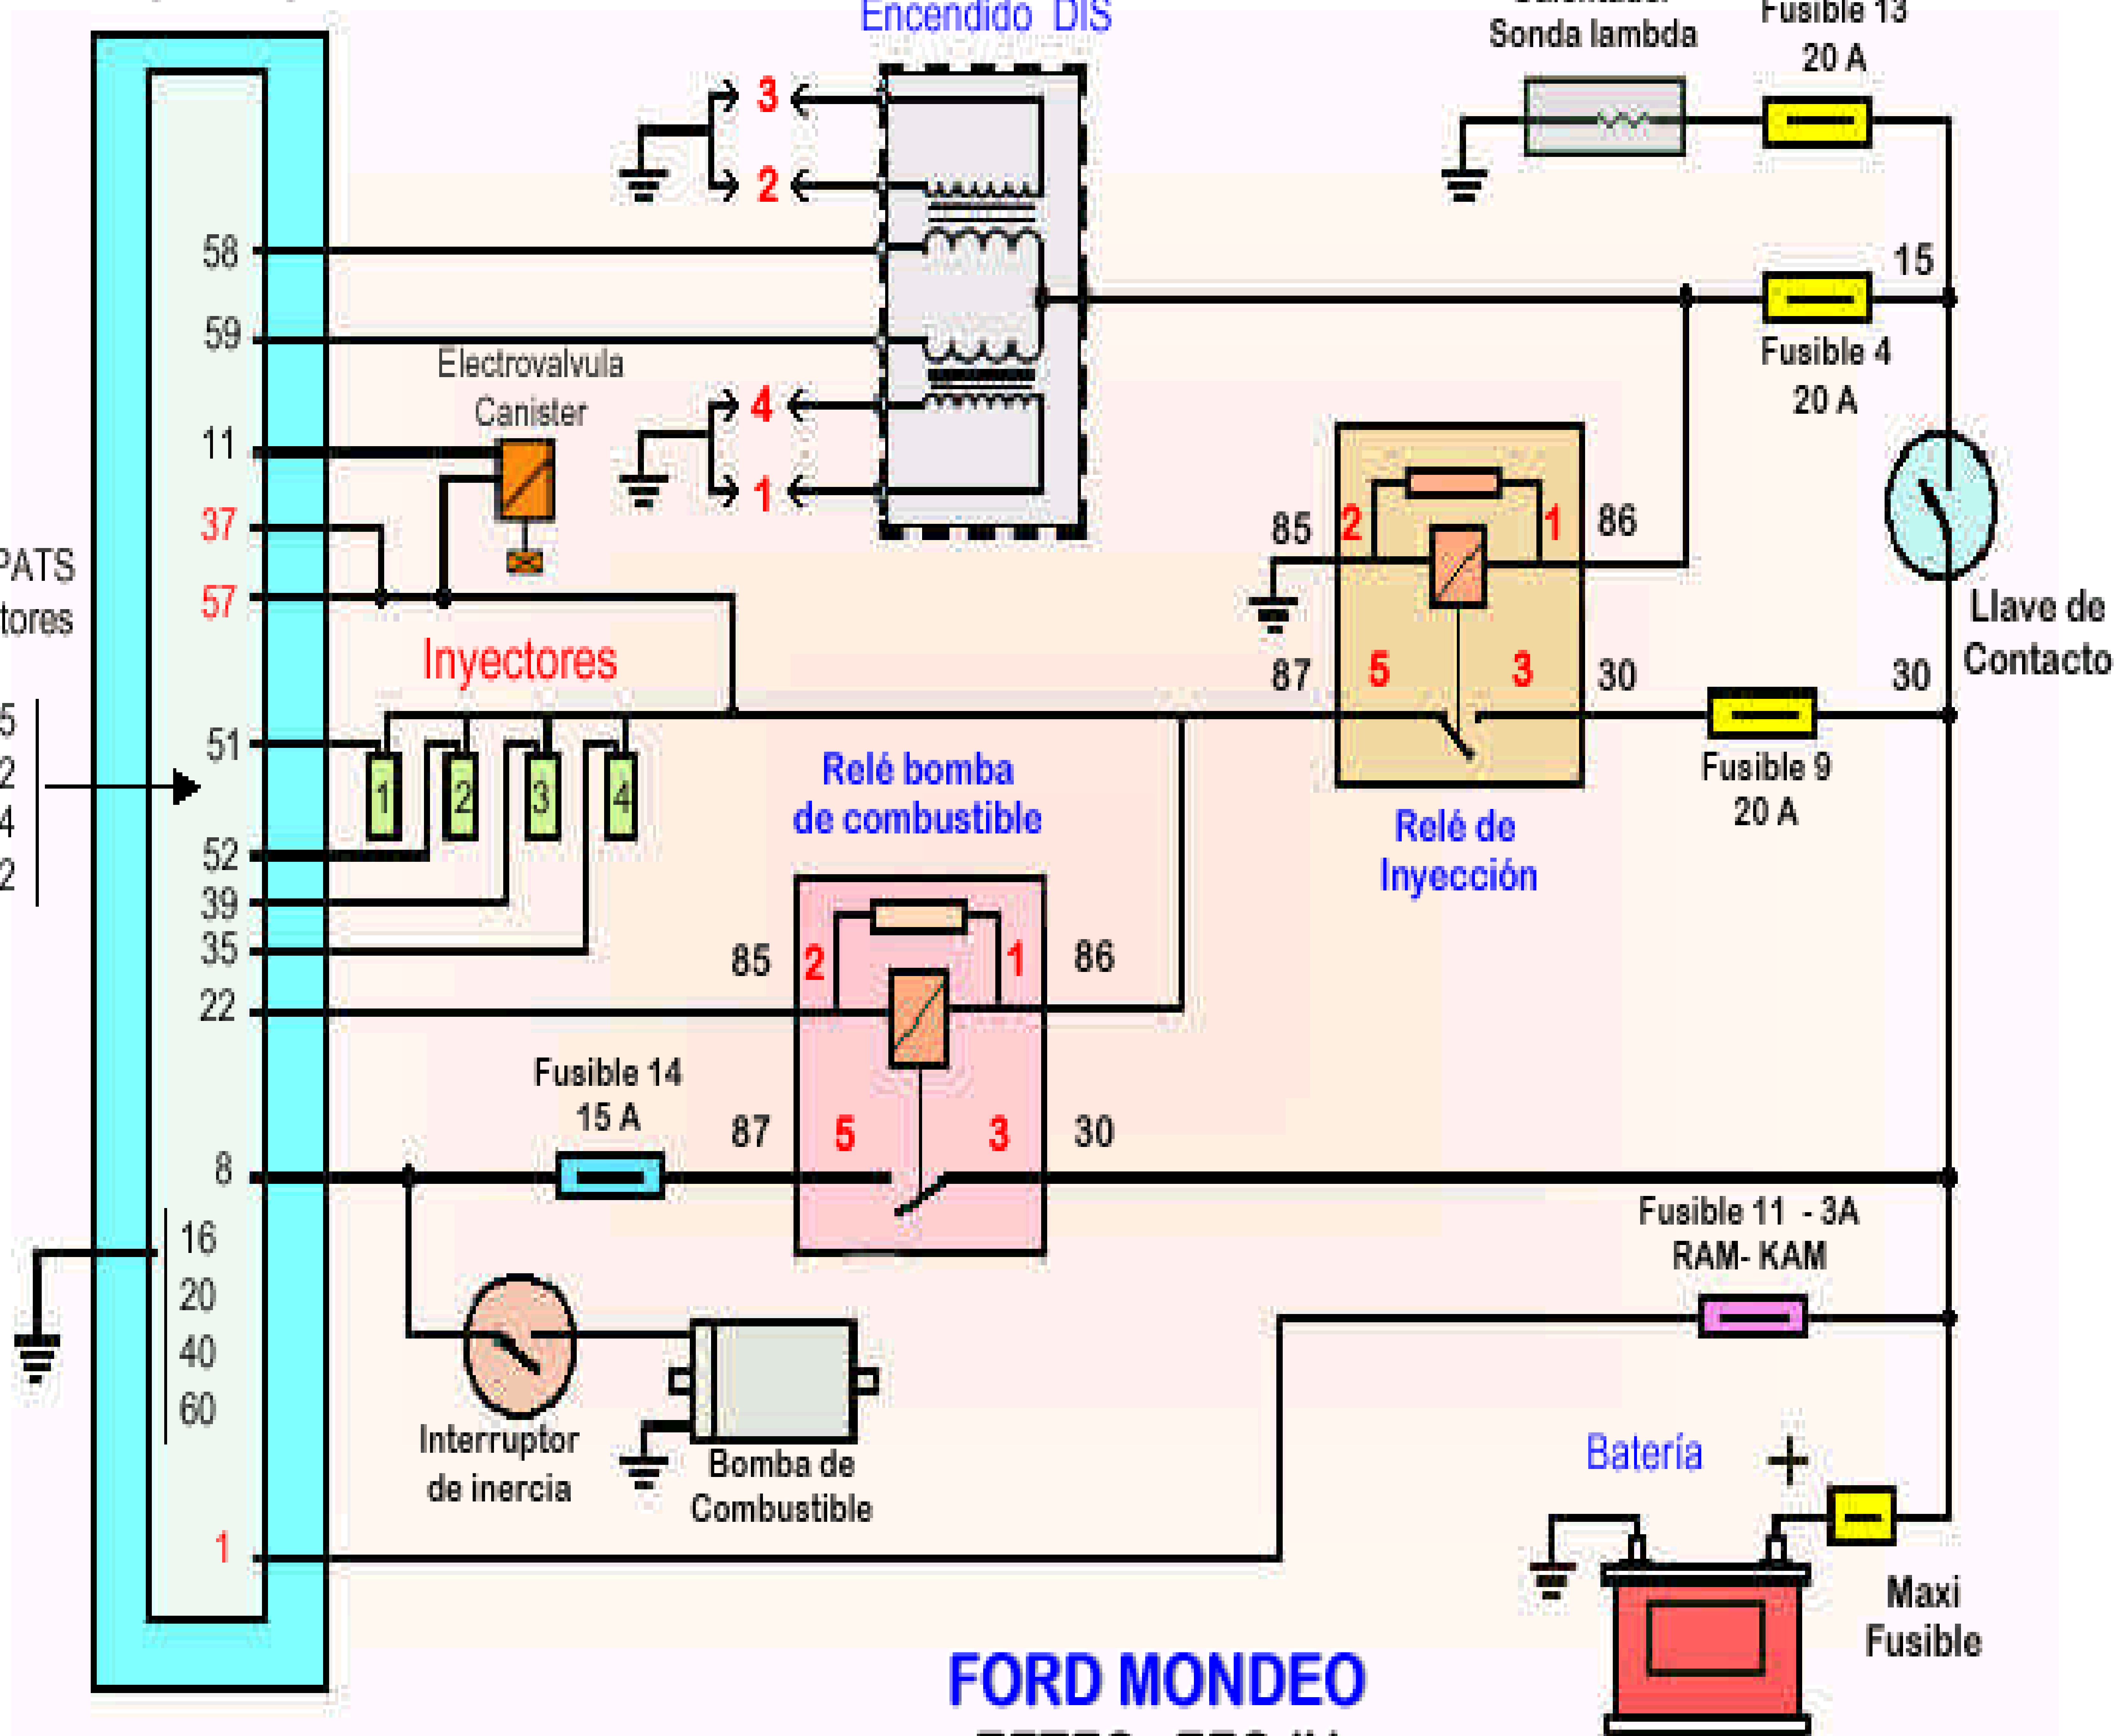 Encendido DIS
Sonda lambda
Fusible 13
20 A
3
2
58
15
59
Electrovalvula
Canister
Fusible 4
20 A
4
11
1
37
85
2
1
86
PATS
57
tores
Llave de
Contacto
Inyectores
87
5
3
30
30
5
51
Relé bomba
de combustible
Fusible 9
20 A
2
1
2
3
4
4
Relé de
Inyección
52
2
39
35
85
2
1
86
22
Fusible 14
15 A
87
5
3
30
8
Fusible 11 - 3A
RAM- KAM
16
20
40
60
Interruptor
de inercia
Bomba de
Combustible
Batería
+
1
Maxi
Fusible
FORD MONDEO